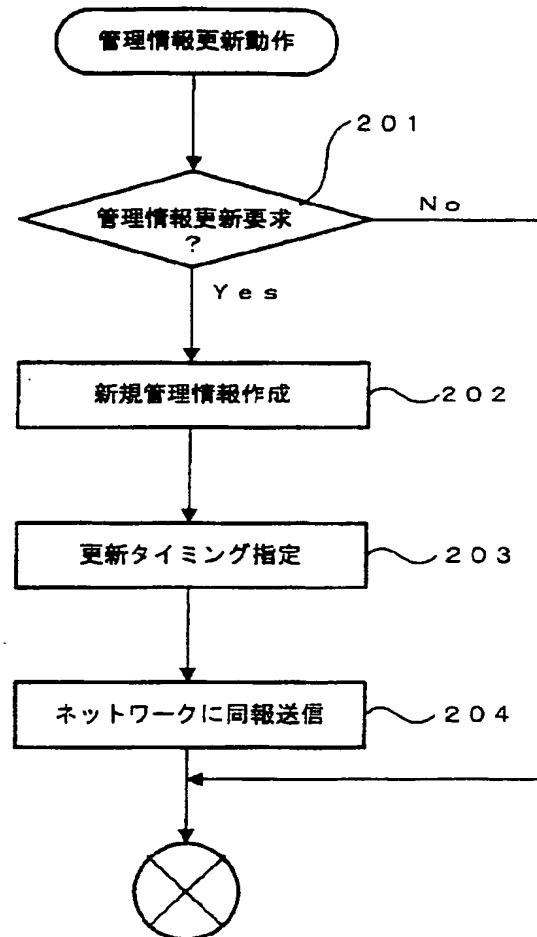 管理情報更新動作
201
管理情報更新要求
?
No
Yes
新規管理情報作成
202
更新タイミング指定
203
ネットワークに同報送信
204